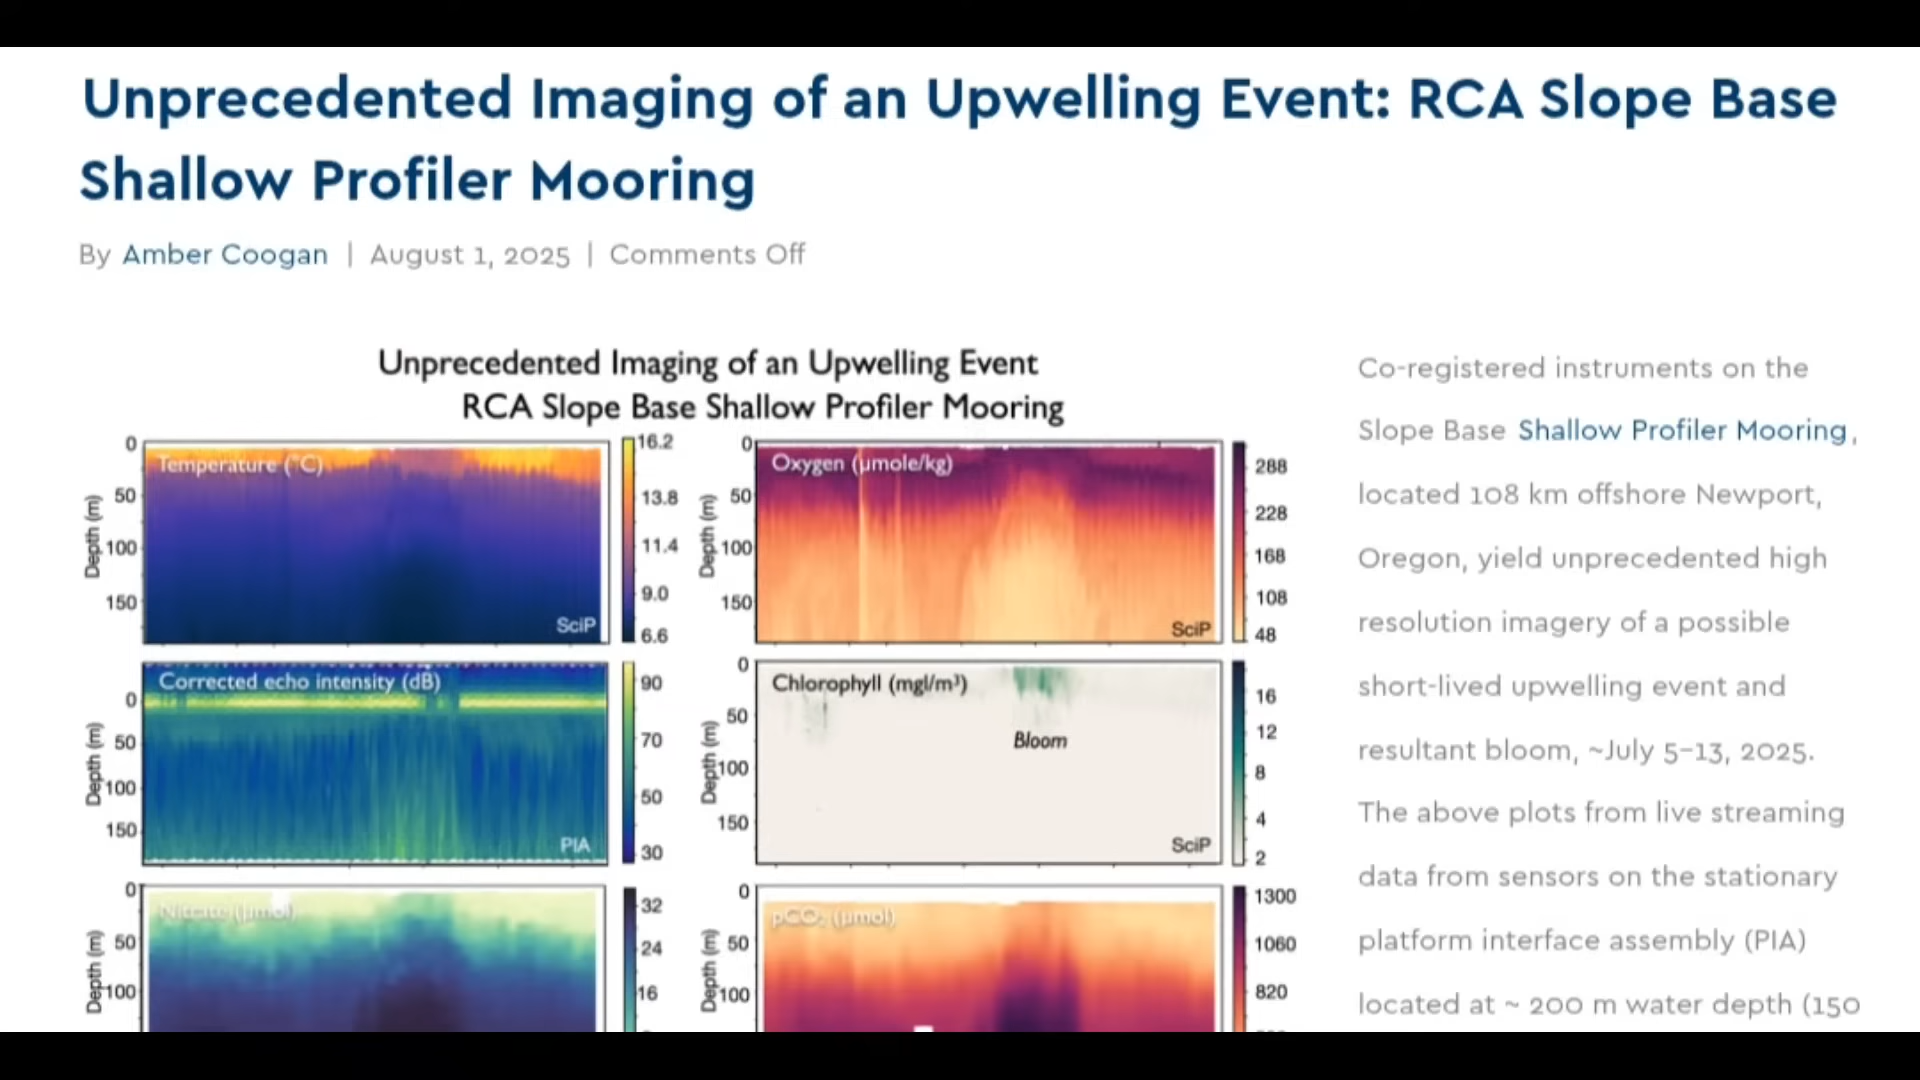 Unprecedented Imaging of an Upwelling Event: RCA Slope Base
Shallow Profiler Mooring
By Amber Coogan | August 1, 2025 | Comments Off
Unprecedented Imaging of an Upwelling Event
RCA Slope Base Shallow Profiler Mooring
Temperature (°C)
0
50
100
150
Depth (m)
SciP
16.2
13.8
11.4
9.0
6.6
Oxygen (µmole/kg)
0
50
100
150
Depth (m)
SciP
288
228
168
108
48
Corrected echo intensity (dB)
0
50
100
150
Depth (m)
PIA
90
70
50
30
Chlorophyll (mgl/m³)
0
50
100
150
Depth (m)
Bloom
SciP
16
12
8
4
2
Nitrate (µmol)
0
50
100
Depth (m)
32
24
16
pCO₂ (µmol)
0
50
100
Depth (m)
1300
1060
820
Co-registered instruments on the
Slope Base Shallow Profiler Mooring,
located 108 km offshore Newport,
Oregon, yield unprecedented high
resolution imagery of a possible
short-lived upwelling event and
resultant bloom, ~July 5–13, 2025.
The above plots from live streaming
data from sensors on the stationary
platform interface assembly (PIA)
located at ~ 200 m water depth (150